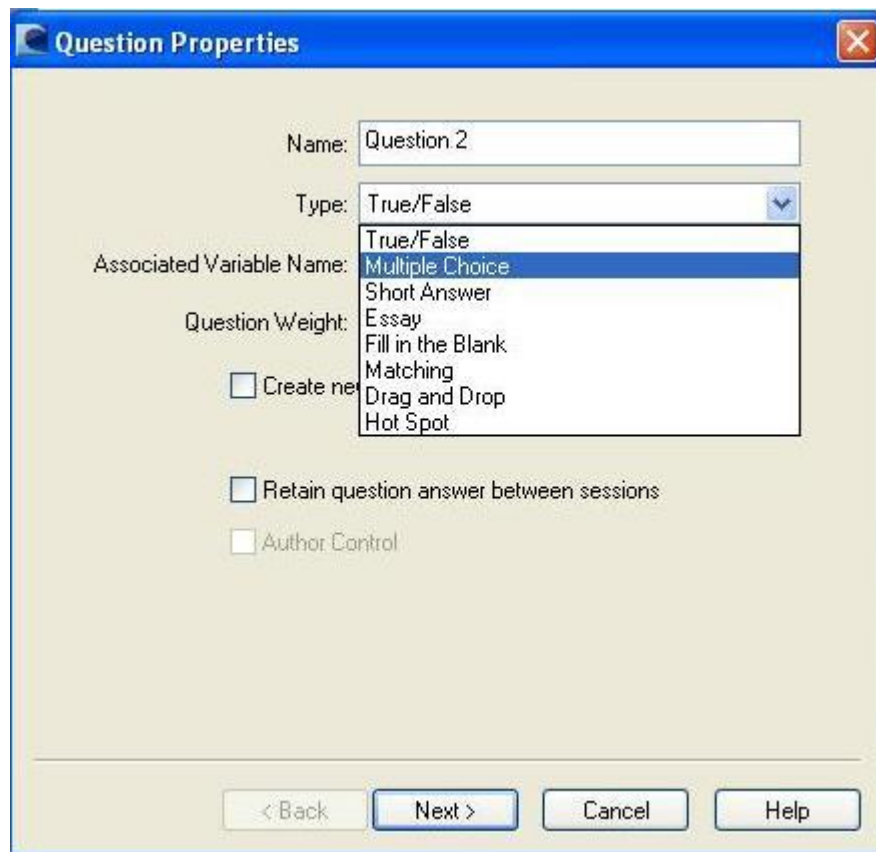 Question Properties
Name: Question 2
Type: True/False
True/False
Associated Variable Name: Multiple Choice
Short Answer
Question Weight: Essay
Fill in the Blank
Matching
Create
Drag and Drop
Hot Spot
Retain question answer between sessions
Author Control
< Back Next > Cancel Help